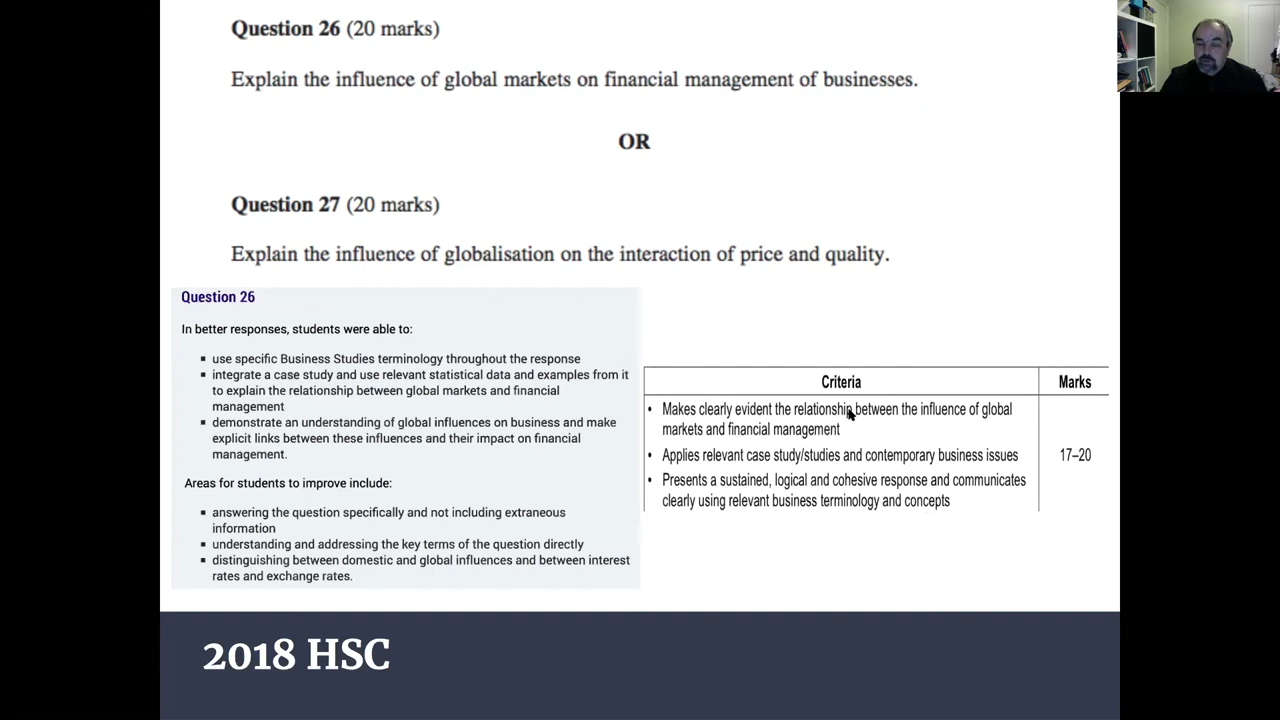 Question 26 (20 marks)
Explain the influence of global markets on financial management of businesses.
OR
Question 27 (20 marks)
Explain the influence of globalisation on the interaction of price and quality.
Question 26
In better responses, students were able to:
▪ use specific Business Studies terminology throughout the response
▪ integrate a case study and use relevant statistical data and examples from it
to explain the relationship between global markets and financial
management
▪ demonstrate an understanding of global influences on business and make
explicit links between these influences and their impact on financial
management.
Areas for students to improve include:
▪ answering the question specifically and not including extraneous
information
▪ understanding and addressing the key terms of the question directly
▪ distinguishing between domestic and global influences and between interest
rates and exchange rates.
Criteria Marks
• Makes clearly evident the relationship between the influence of global
markets and financial management
• Applies relevant case study/studies and contemporary business issues 17–20
• Presents a sustained, logical and cohesive response and communicates
clearly using relevant business terminology and concepts
2018 HSC